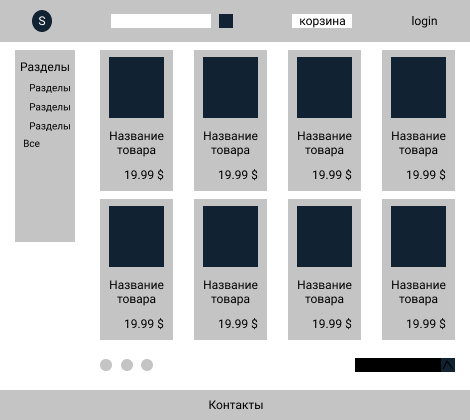 S
корзина
login
Разделы
Разделы
Разделы
Разделы
Все
Название
товара
19.99 $
Название
товара
19.99 $
Название
товара
19.99 $
Название
товара
19.99 $
Название
товара
19.99 $
Название
товара
19.99 $
Название
товара
19.99 $
Название
товара
19.99 $
Контакты